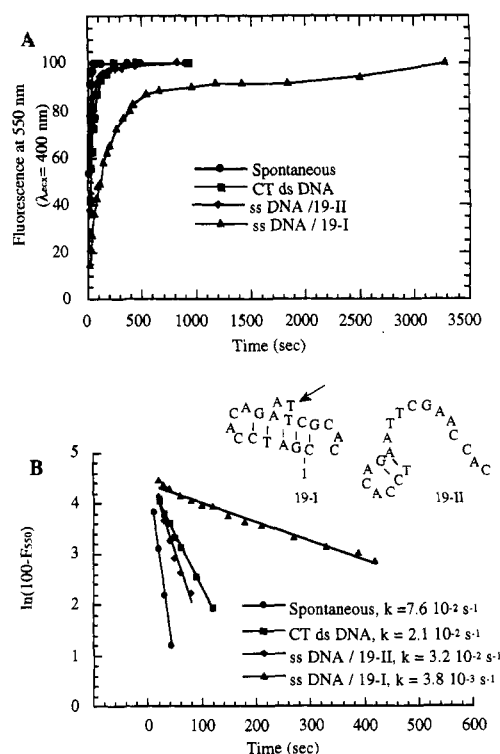 A
Fluorescence at 550 nm
(λexc= 400 nm)
120
100
80
60
40
20
0
Spontaneous
CT ds DNA
ss DNA /19-II
ss DNA / 19-I
0 500 1000 1500 2000 2500 3000 3500
Time (sec)
B
19-I
19-II
ln(100-F550)
5
4
3
2
1
0
Spontaneous, k =7.6 10-2 s-1
CT ds DNA, k = 2.1 10-2 s-1
ss DNA / 19-II, k = 3.2 10-2 s-1
ss DNA / 19-I, k = 3.8 10-3 s-1
0 100 200 300 400 500 600
Time (sec)